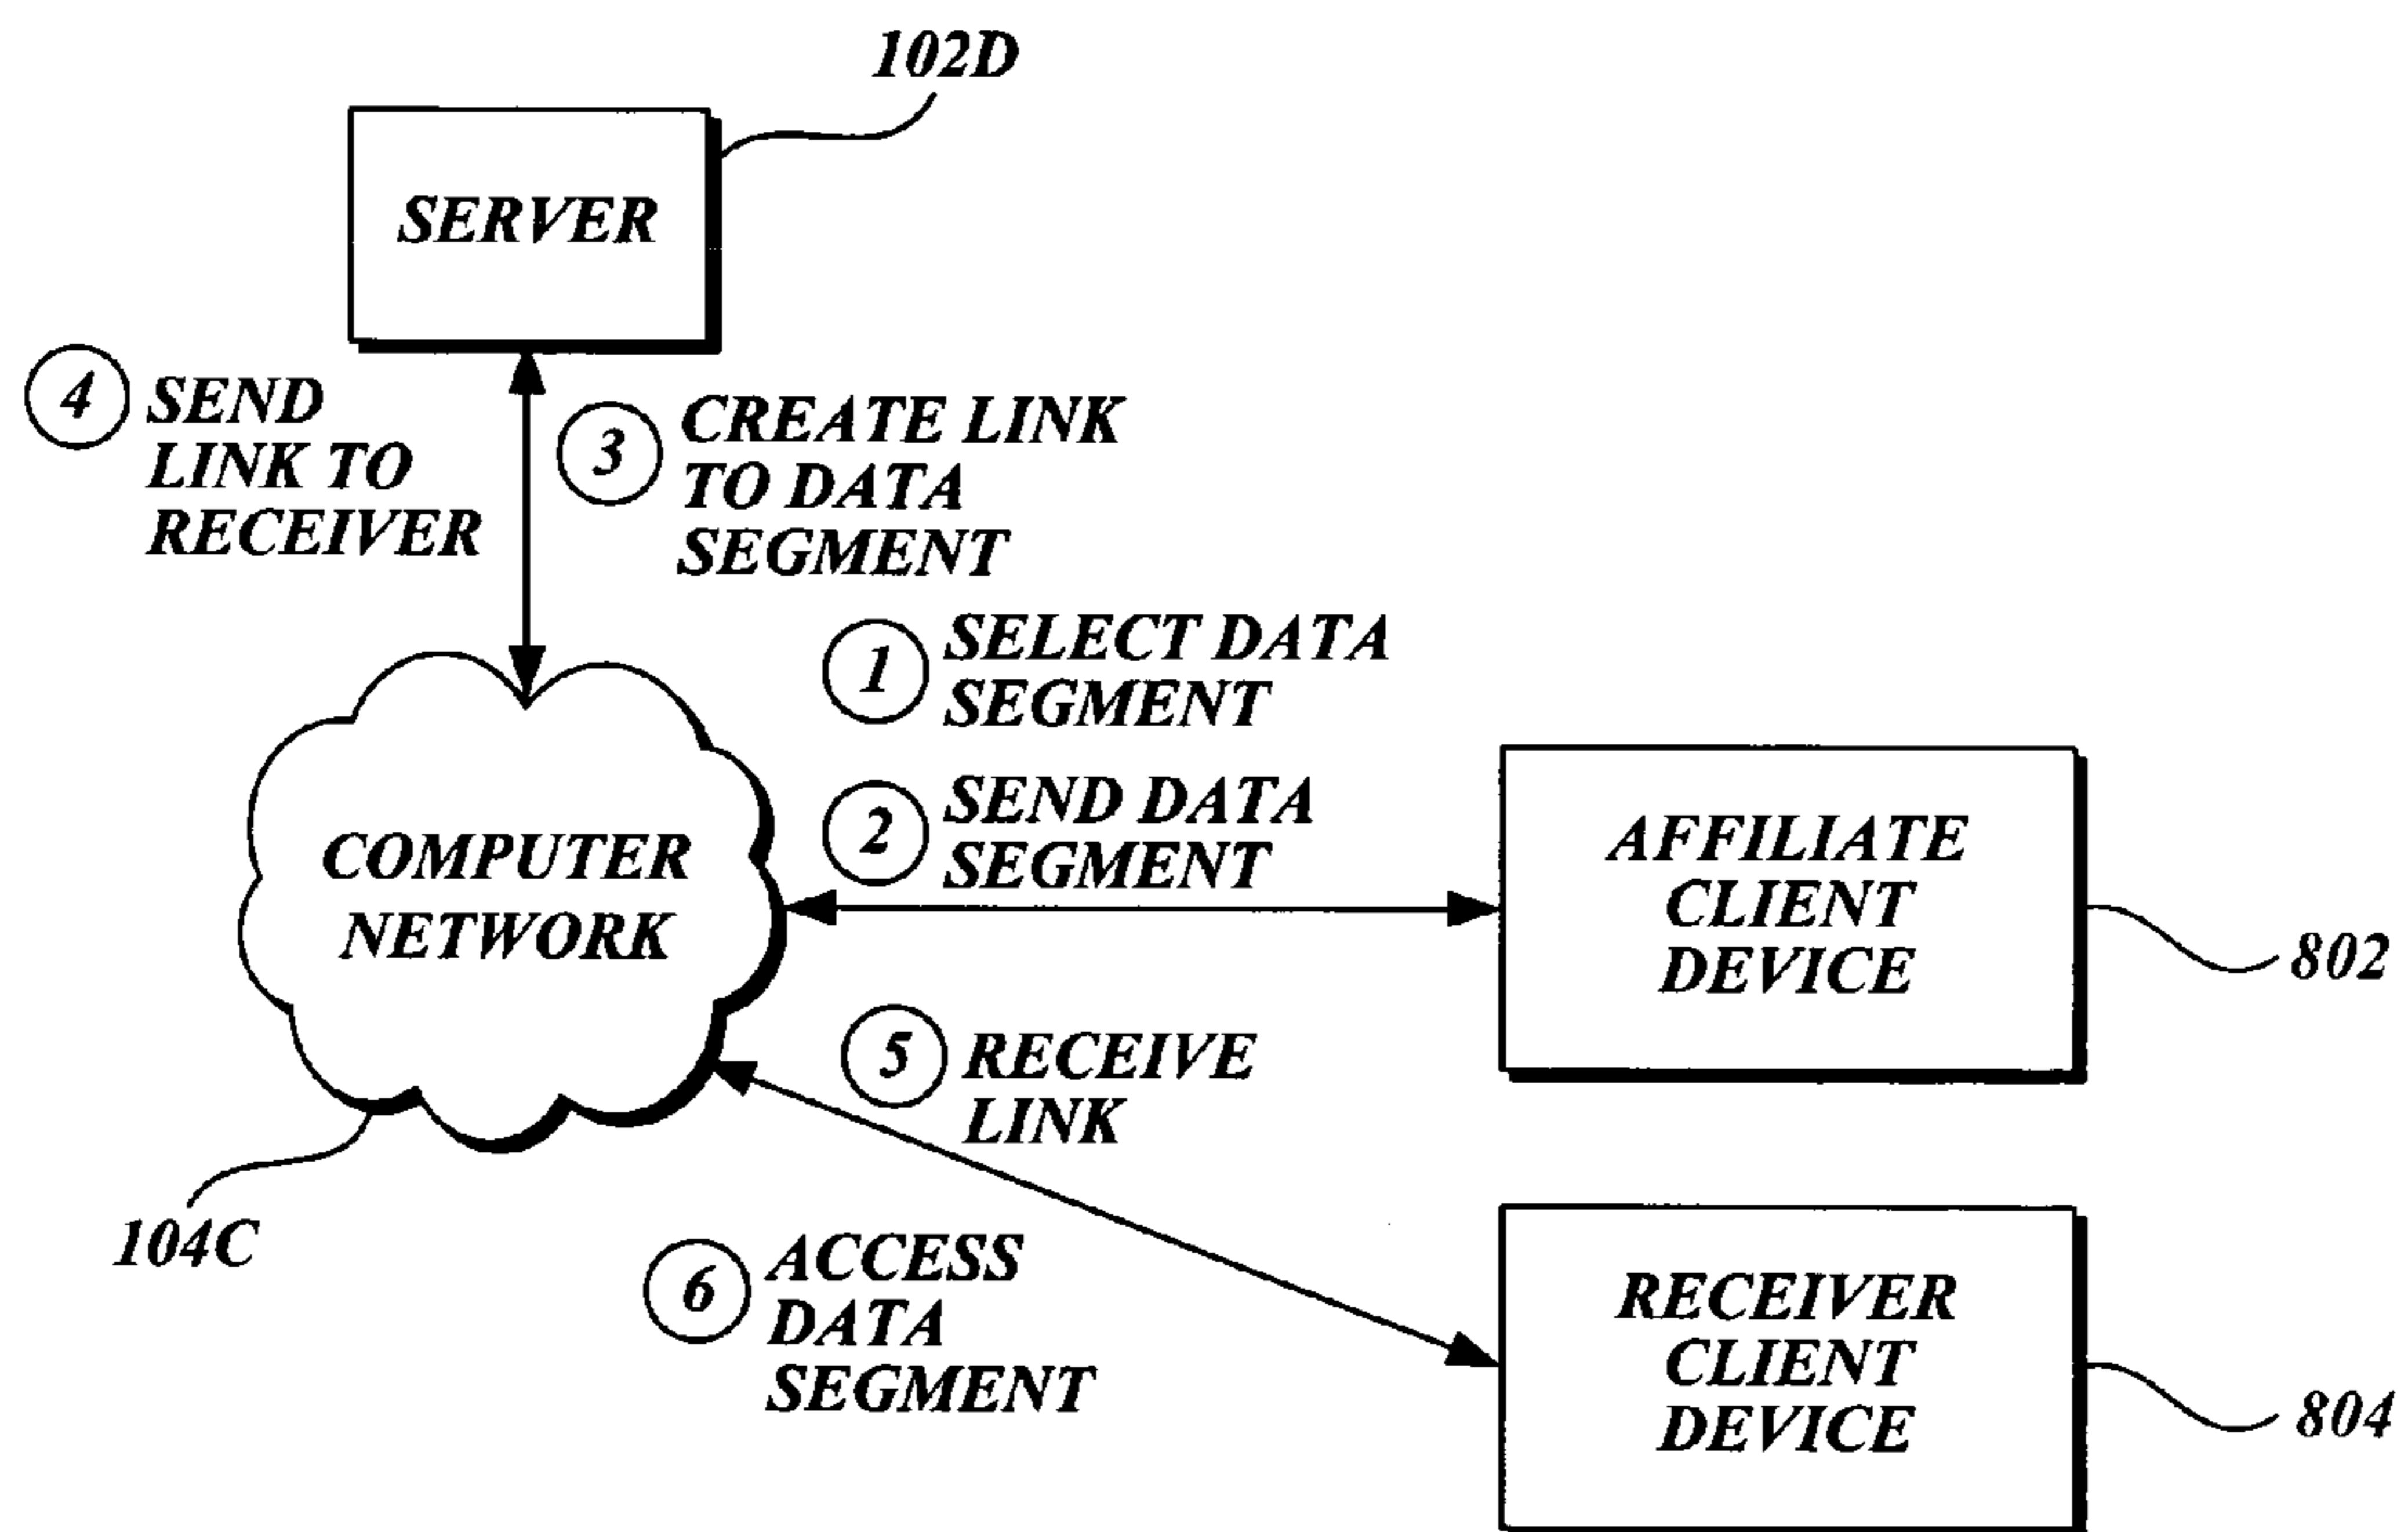 102D
SERVER
4 SEND
LINK TO
RECEIVER
3 CREATE LINK
TO DATA
SEGMENT
1 SELECT DATA
SEGMENT
2 SEND DATA
SEGMENT
COMPUTER
NETWORK
AFFILIATE
CLIENT
DEVICE
802
5 RECEIVE
LINK
104C
6 ACCESS
DATA
SEGMENT
RECEIVER
CLIENT
DEVICE
804